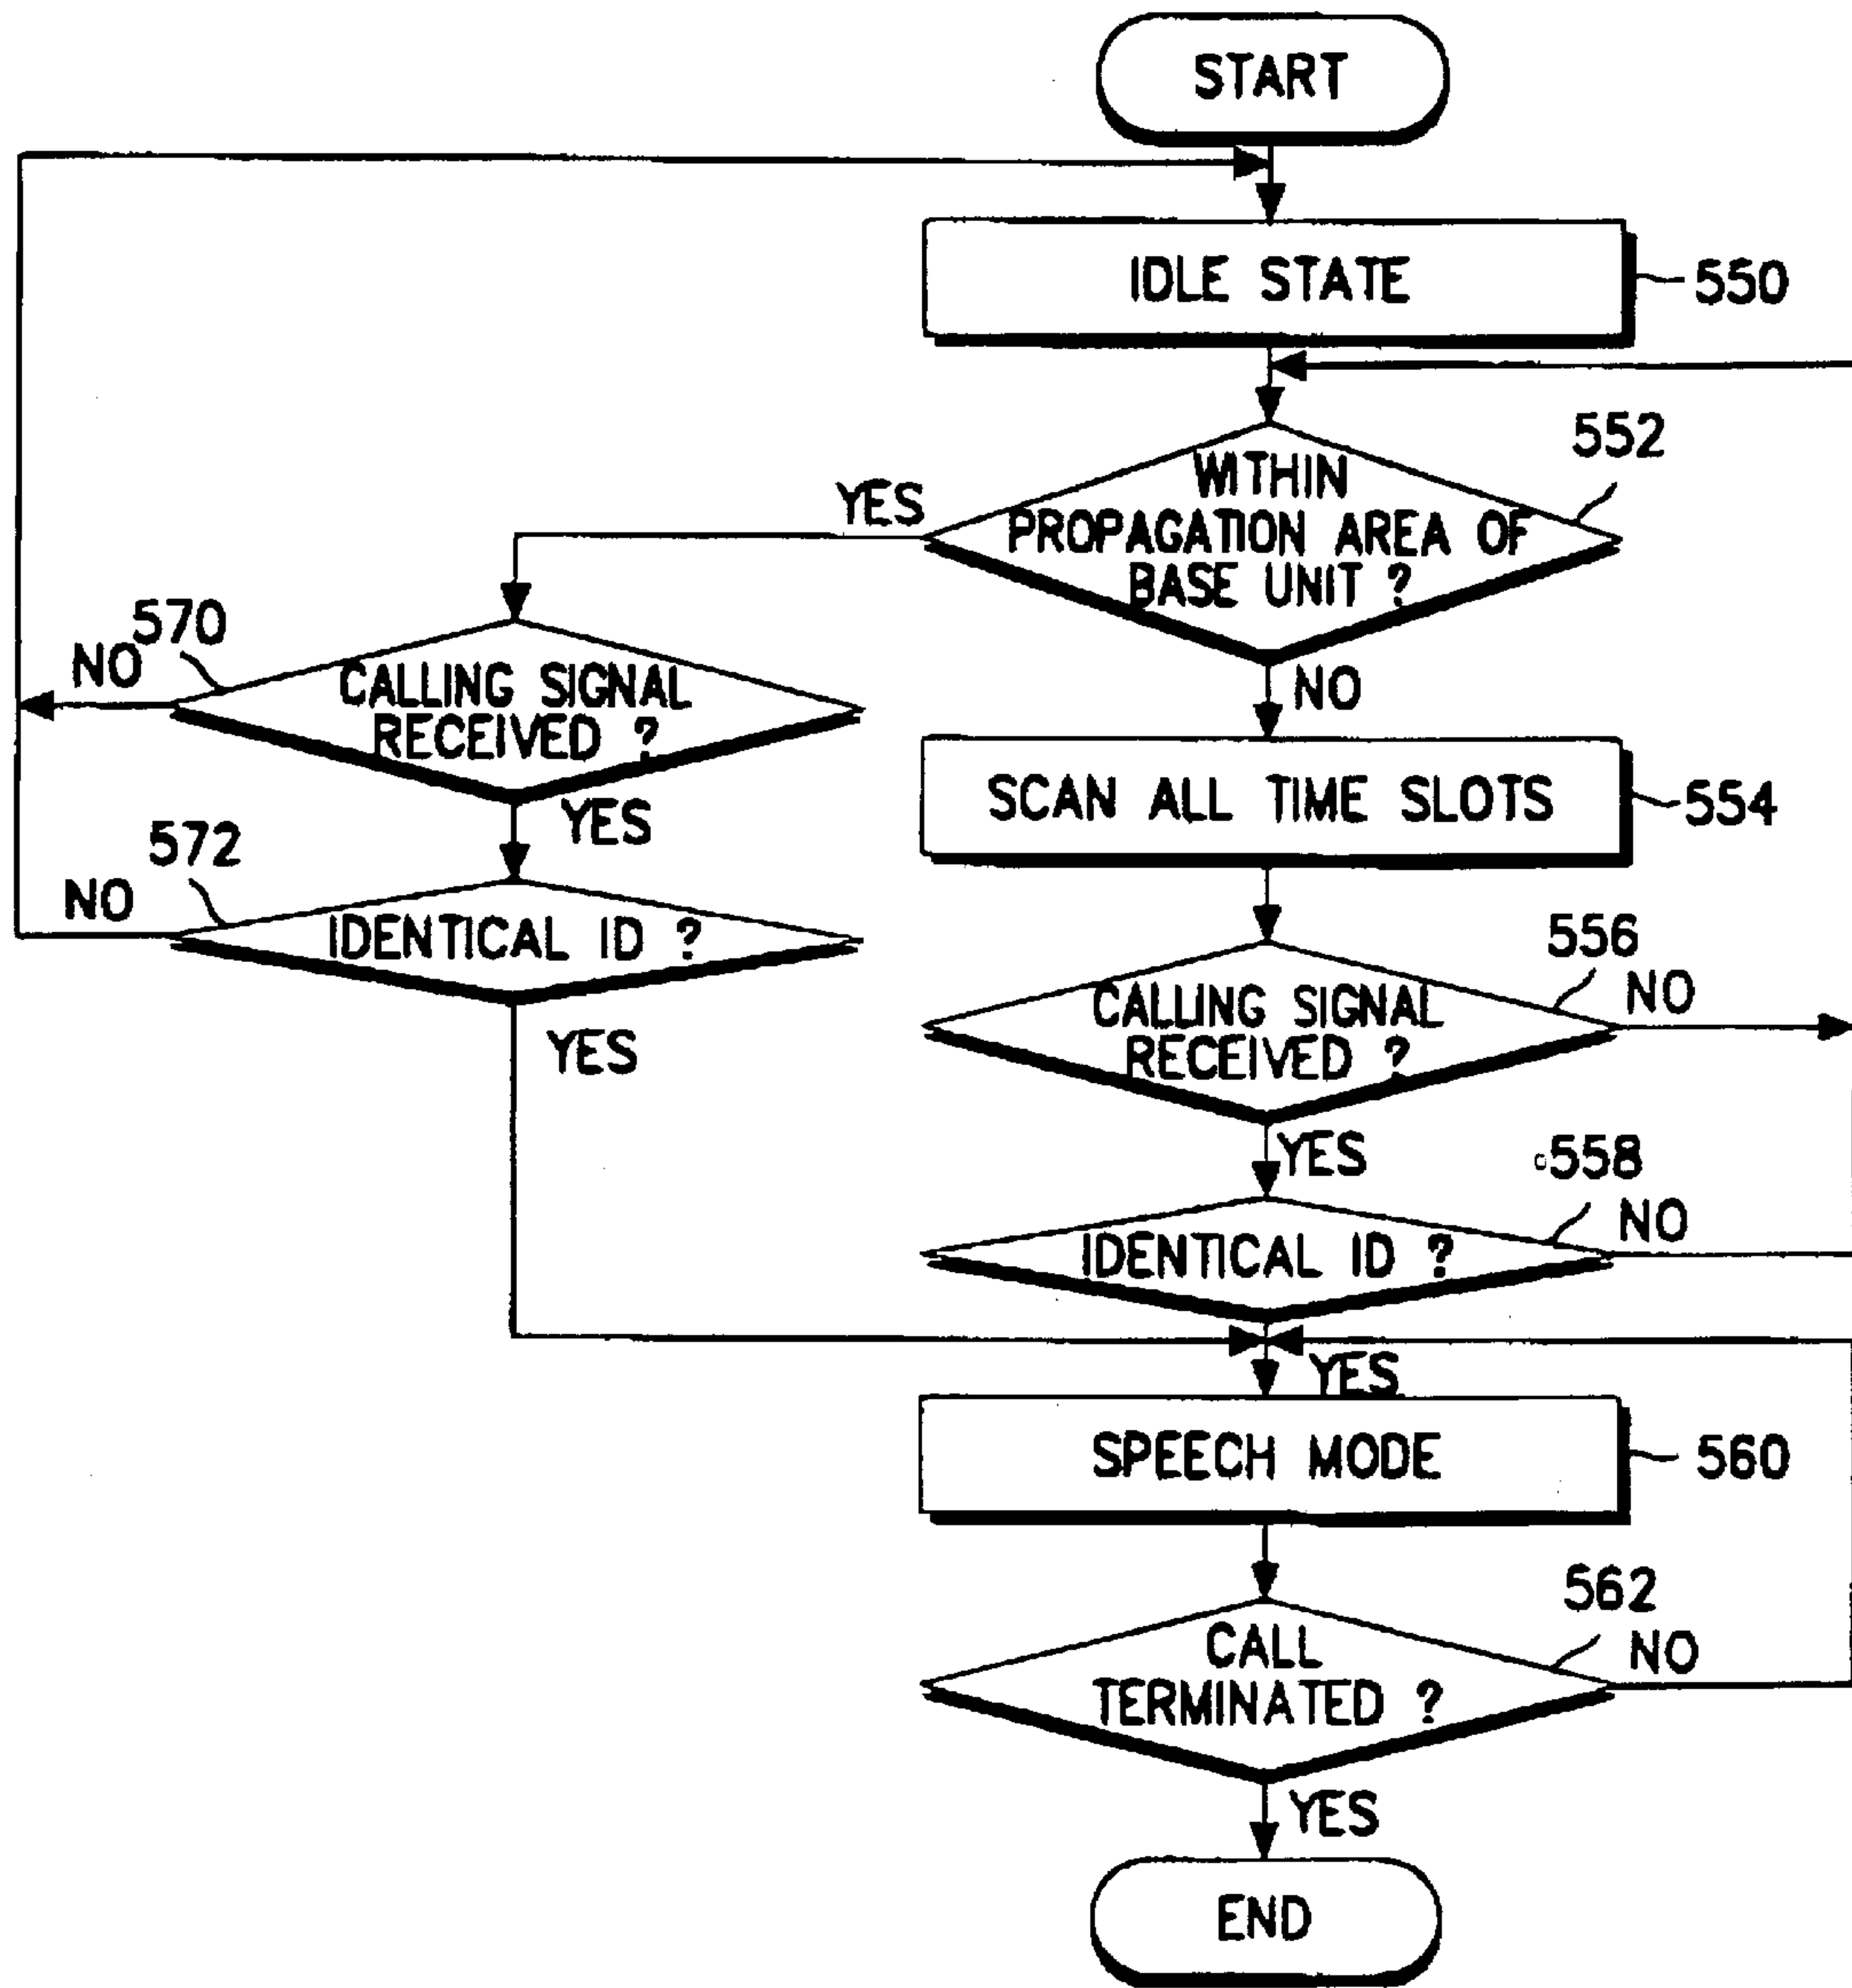 START
IDLE STATE
550
552
WITHIN
PROPAGATION AREA OF
BASE UNIT ?
YES
NO
570
NO
CALLING SIGNAL
RECEIVED ?
YES
SCAN ALL TIME SLOTS
554
572
NO
IDENTICAL ID ?
YES
556
NO
CALLING SIGNAL
RECEIVED ?
YES
558
NO
IDENTICAL ID ?
YES
SPEECH MODE
560
562
NO
CALL
TERMINATED ?
YES
END